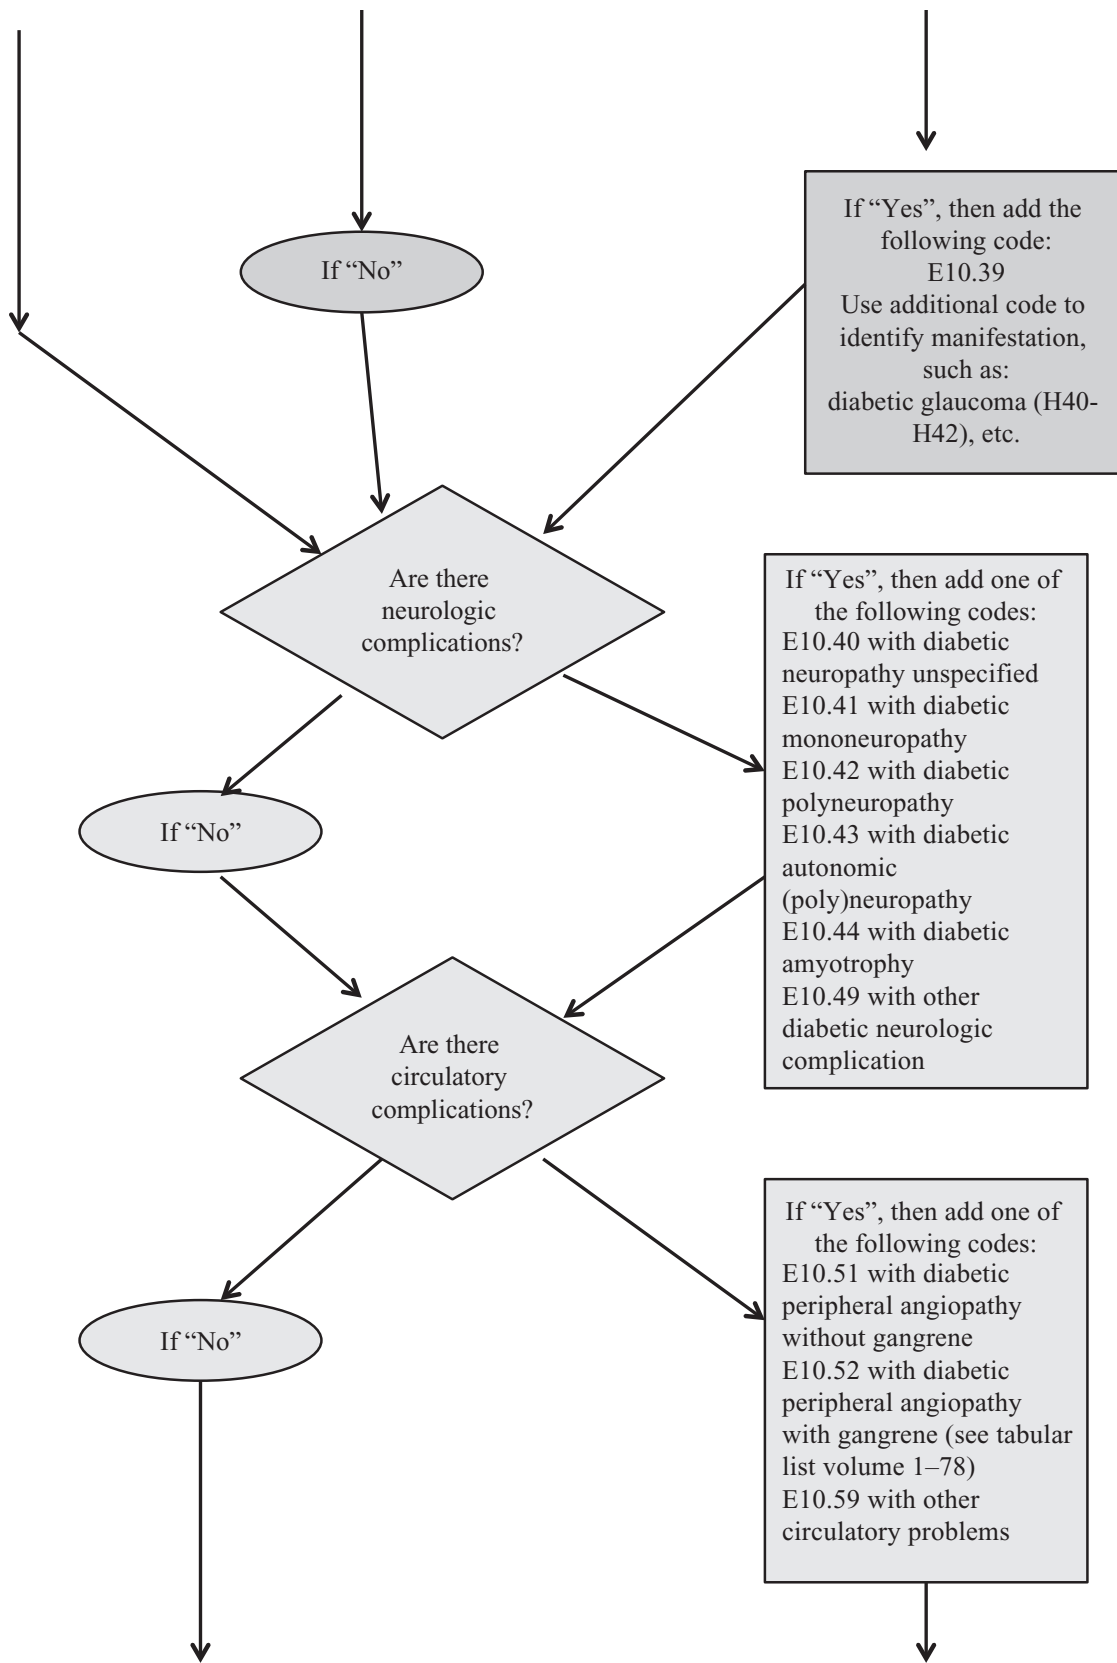 If “No”
If “Yes”, then add the
following code:
E10.39
Use additional code to
identify manifestation,
such as:
diabetic glaucoma (H40-
H42), etc.
Are there
neurologic
complications?
If “Yes”, then add one of
the following codes:
E10.40 with diabetic
neuropathy unspecified
E10.41 with diabetic
mononeuropathy
E10.42 with diabetic
polyneuropathy
E10.43 with diabetic
autonomic
(poly)neuropathy
E10.44 with diabetic
amyotrophy
E10.49 with other
diabetic neurologic
complication
If “No”
Are there
circulatory
complications?
If “Yes”, then add one of
the following codes:
E10.51 with diabetic
peripheral angiopathy
without gangrene
E10.52 with diabetic
peripheral angiopathy
with gangrene (see tabular
list volume 1–78)
E10.59 with other
circulatory problems
If “No”